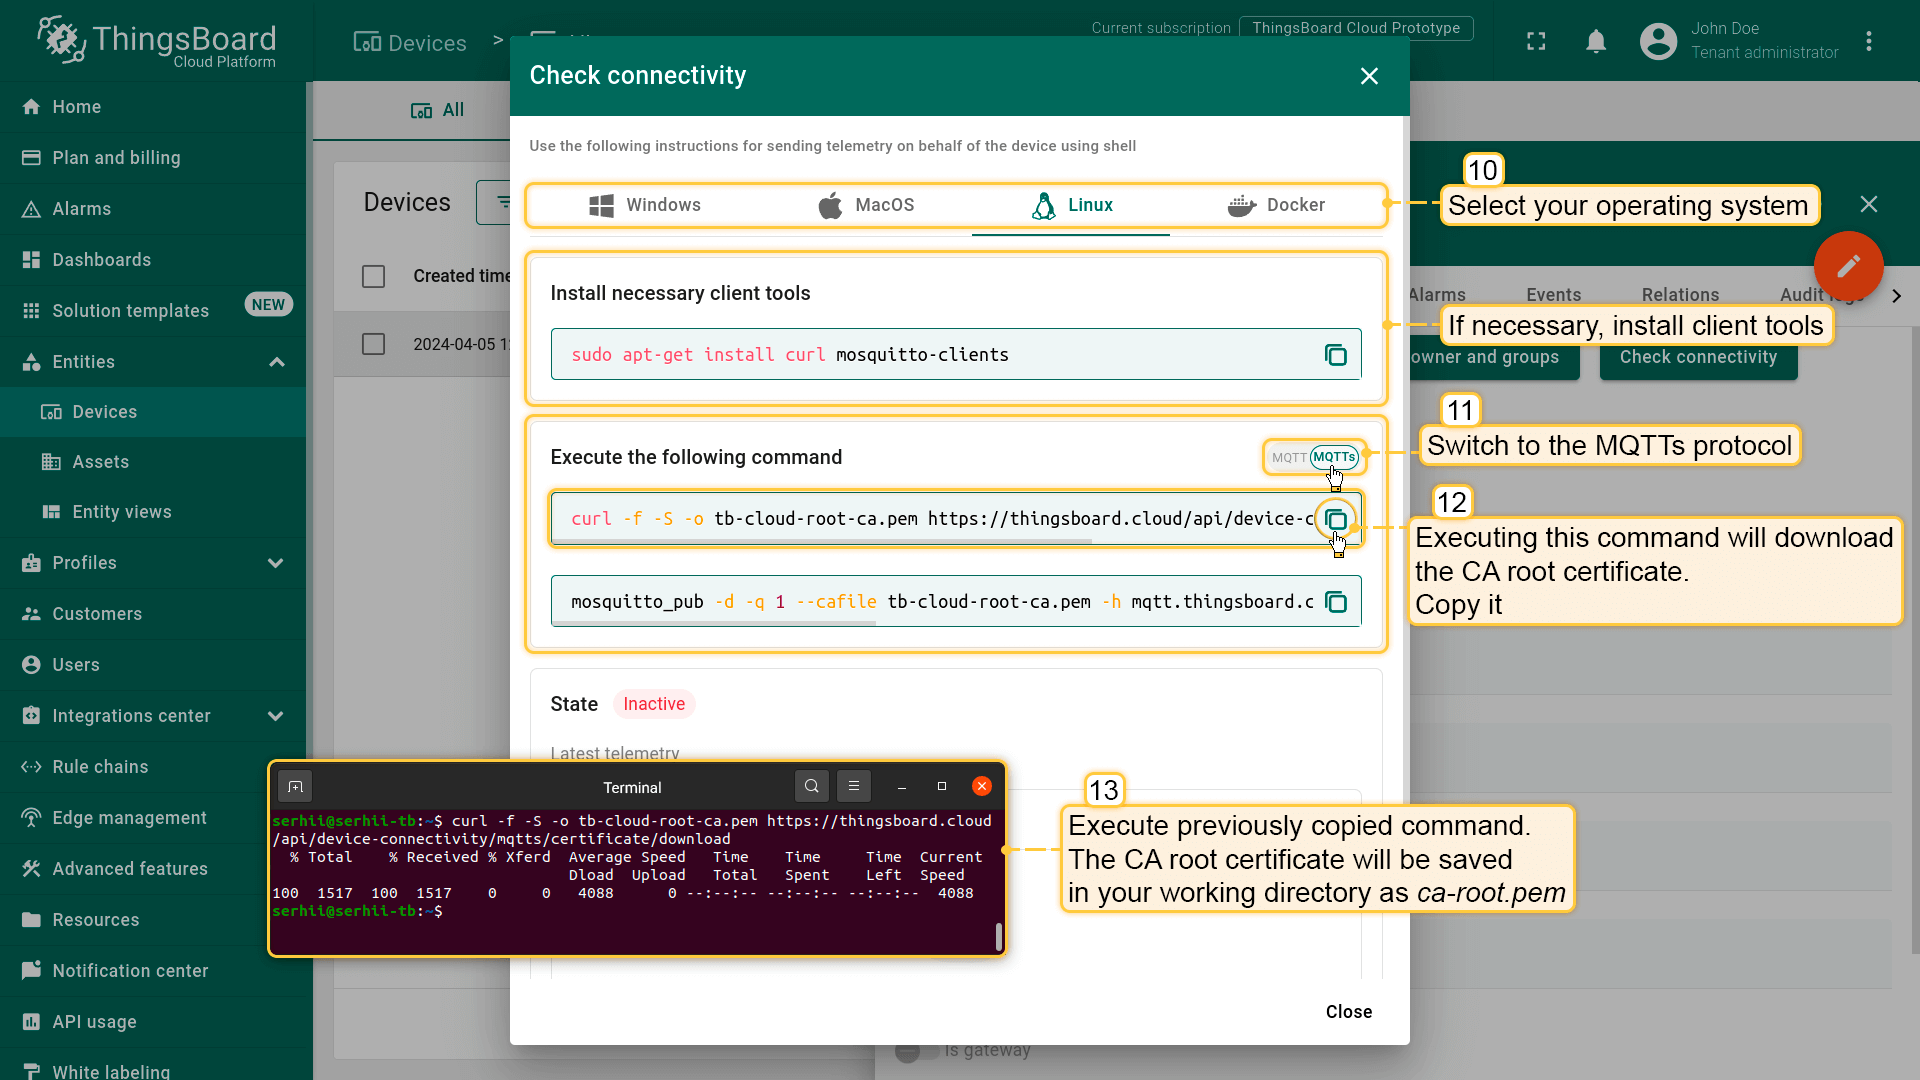 ThingsBoard
Cloud Platform
Devices
>
Current subscription
ThingsBoard Cloud Prototype
John Doe
Tenant administrator
Home
Plan and billing
Alarms
Dashboards
Solution templates
NEW
Entities
Devices
Assets
Entity views
Profiles
Customers
Users
Integrations center
Rule chains
Edge management
Advanced features
Resources
Notification center
API usage
White labeling
All
Devices
Created time
2024-04-05 1
Check connectivity
Use the following instructions for sending telemetry on behalf of the device using shell
Windows
MacOS
Linux
Docker
Install necessary client tools
sudo apt-get install curl mosquitto-clients
Execute the following command
MQTT
MQTTs
curl -f -S -o tb-cloud-root-ca.pem https://thingsboard.cloud/api/device-c
mosquitto_pub -d -q 1 --cafile tb-cloud-root-ca.pem -h mqtt.thingsboard.c
State
Inactive
Latest telemetry
Close
10
Select your operating system
Alarms
Events
Relations
Audit logs
If necessary, install client tools
owner and groups
Check connectivity
11
Switch to the MQTTs protocol
12
Executing this command will download
the CA root certificate.
Copy it
Terminal
serhii@serhii-tb:~$ curl -f -S -o tb-cloud-root-ca.pem https://thingsboard.cloud
/api/device-connectivity/mqtts/certificate/download
% Total % Received % Xferd Average Speed Time Time Time Current
Dload Upload Total Spent Left Speed
100 1517 100 1517 0 0 4088 0 --:--:-- --:--:-- --:--:-- 4088
serhii@serhii-tb:~$
13
Execute previously copied command.
The CA root certificate will be saved
in your working directory as ca-root.pem
Is gateway